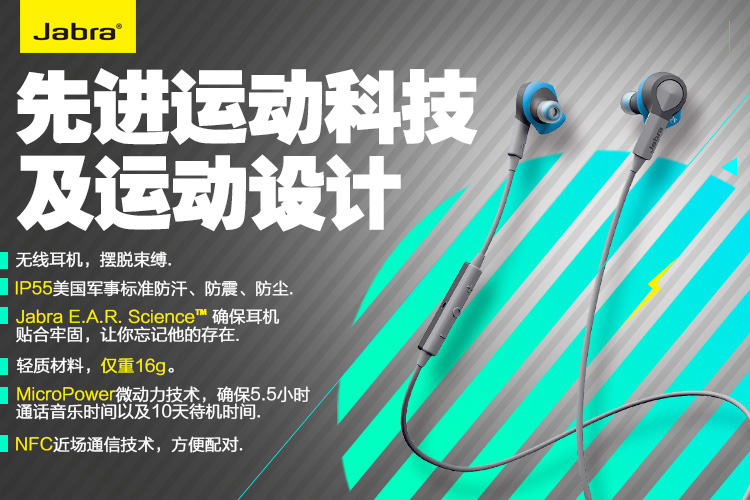 Jabra®
先进运动科技
及运动设计
无线耳机，摆脱束缚.
IP55美国军事标准防汗、防震、防尘.
Jabra E.A.R. Science™ 确保耳机
贴合牢固，让你忘记他的存在.
轻质材料，仅重16g。
MicroPower微动力技术，确保5.5小时
通话音乐时间以及10天待机时间.
NFC近场通信技术，方便配对.
Jabra